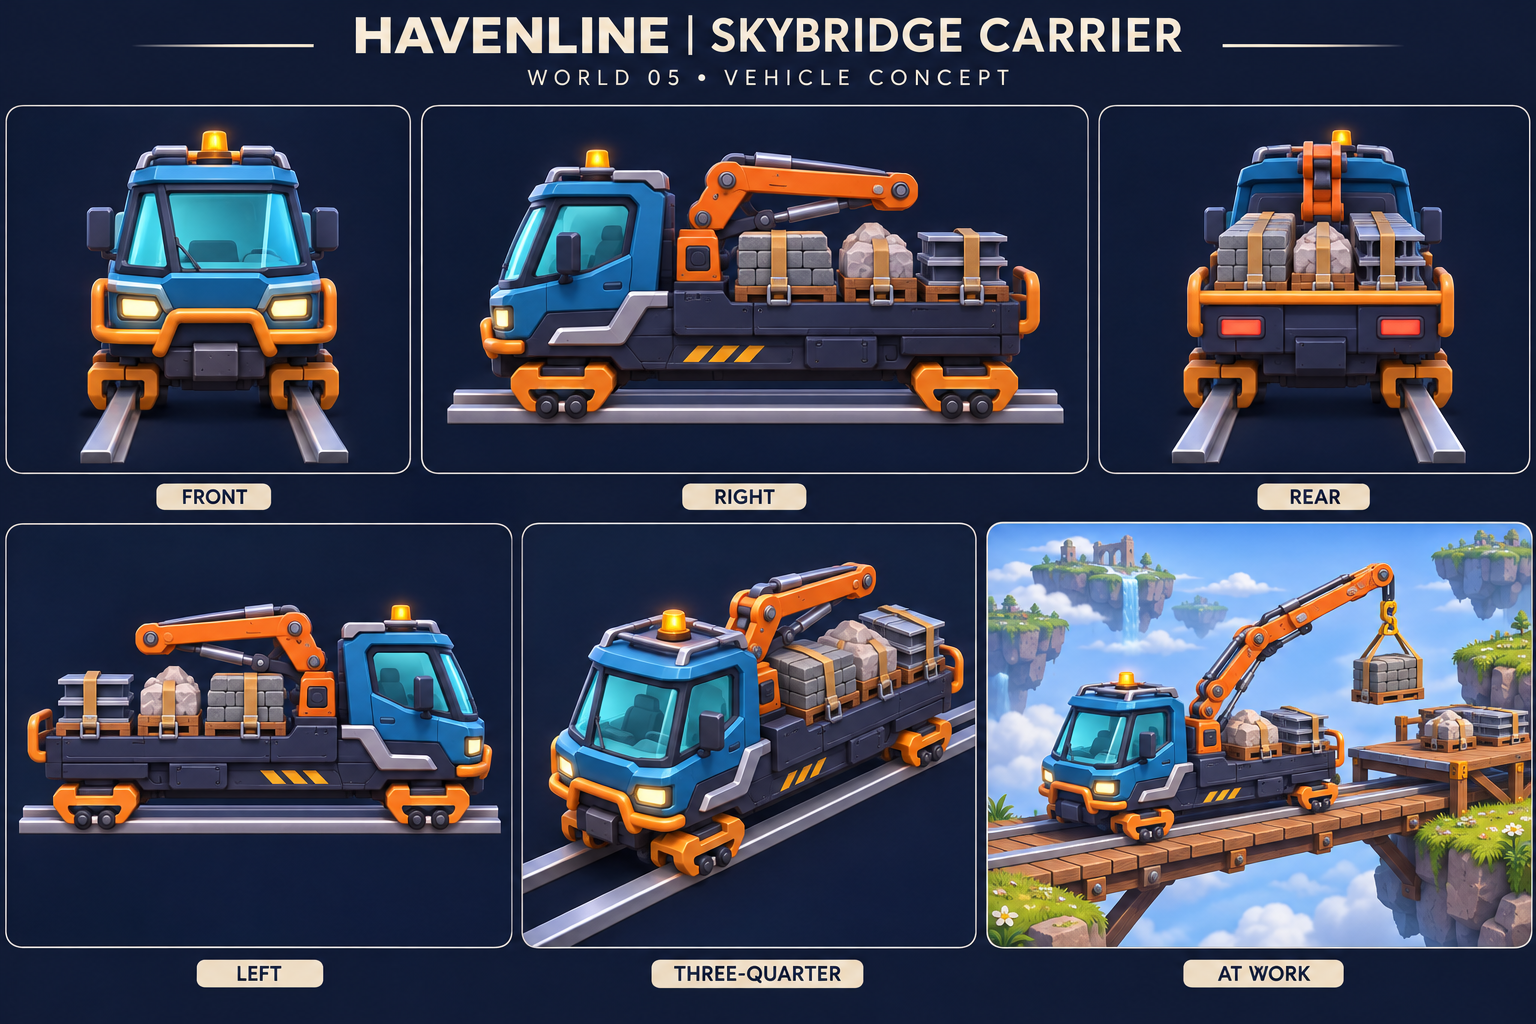 HAVENLINE | SKYBRIDGE CARRIER
WORLD 05 • VEHICLE CONCEPT
FRONT
RIGHT
REAR
LEFT
THREE-QUARTER
AT WORK